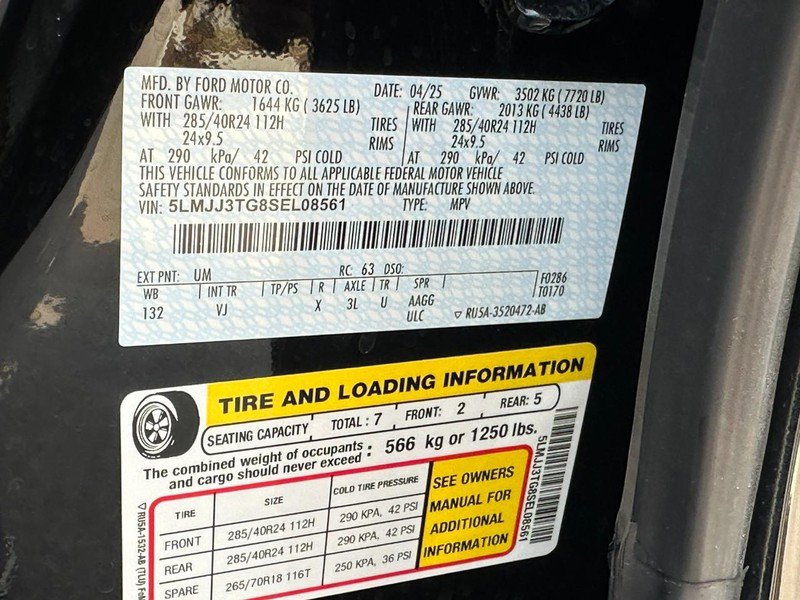 MFD. BY FORD MOTOR CO. DATE: 04/25 GVWR: 3502 KG ( 7720 LB)
FRONT GAWR: 1644 KG ( 3625 LB) REAR GAWR: 2013 KG ( 4438 LB)
WITH 285/40R24 112H TIRES WITH 285/40R24 112H TIRES
24x9.5 RIMS 24x9.5 RIMS
AT 290 kPa/ 42 PSI COLD AT 290 kPa/ 42 PSI COLD
THIS VEHICLE CONFORMS TO ALL APPLICABLE FEDERAL MOTOR VEHICLE
SAFETY STANDARDS IN EFFECT ON THE DATE OF MANUFACTURE SHOWN ABOVE.
VIN: 5LMJJ3TG8SEL08561 TYPE: MPV
EXT PNT: UM RC: 63 DSO:
WB INT TR TP/PS R AXLE TR SPR F0286
132 VJ X 3L U AAGG T0170
ULC ▽ RU5A-3520472-AB
TIRE AND LOADING INFORMATION
SEATING CAPACITY TOTAL: 7 FRONT: 2 REAR: 5
The combined weight of occupants and cargo should never exceed : 566 kg or 1250 lbs.
TIRE SIZE COLD TIRE PRESSURE
FRONT 285/40R24 112H 290 KPA, 42 PSI
REAR 285/40R24 112H 290 KPA, 42 PSI
SPARE 265/70R18 116T 250 KPA, 36 PSI
SEE OWNERS
MANUAL FOR
ADDITIONAL
INFORMATION
5LMJJ3TG8SEL08561
▽ RU5A-1532-AB (TLU)